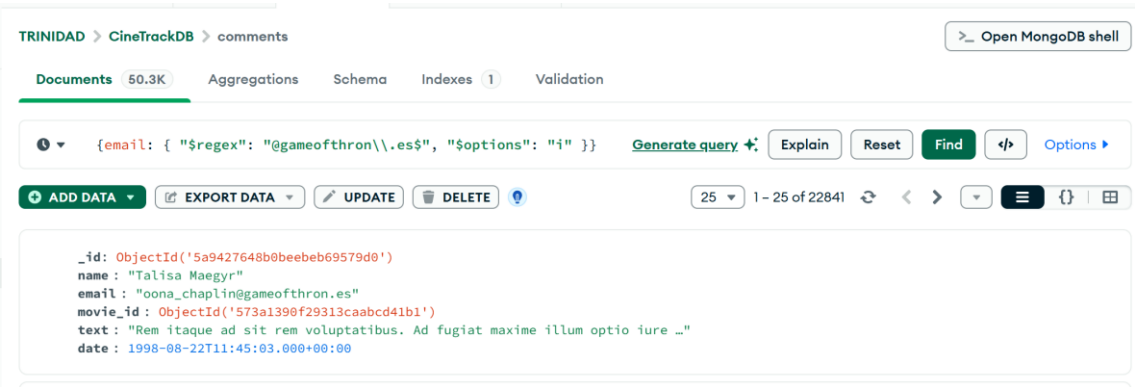 TRINIDAD > CineTrackDB > comments
>_ Open MongoDB shell
Documents 50.3K Aggregations Schema Indexes 1 Validation
{email: { "$regex": "@gameofthron\\.es$", "$options": "i" }}
Generate query Explain Reset Find </> Options
ADD DATA EXPORT DATA UPDATE DELETE 25 1 – 25 of 22841 {}
_id: ObjectId('5a9427648b0beebeb69579d0')
name : "Talisa Maegyr"
email : "oona_chaplin@gameofthron.es"
movie_id : ObjectId('573a1390f29313caabcd41b1')
text : "Rem itaque ad sit rem voluptatibus. Ad fugiat maxime illum optio iure …"
date : 1998-08-22T11:45:03.000+00:00